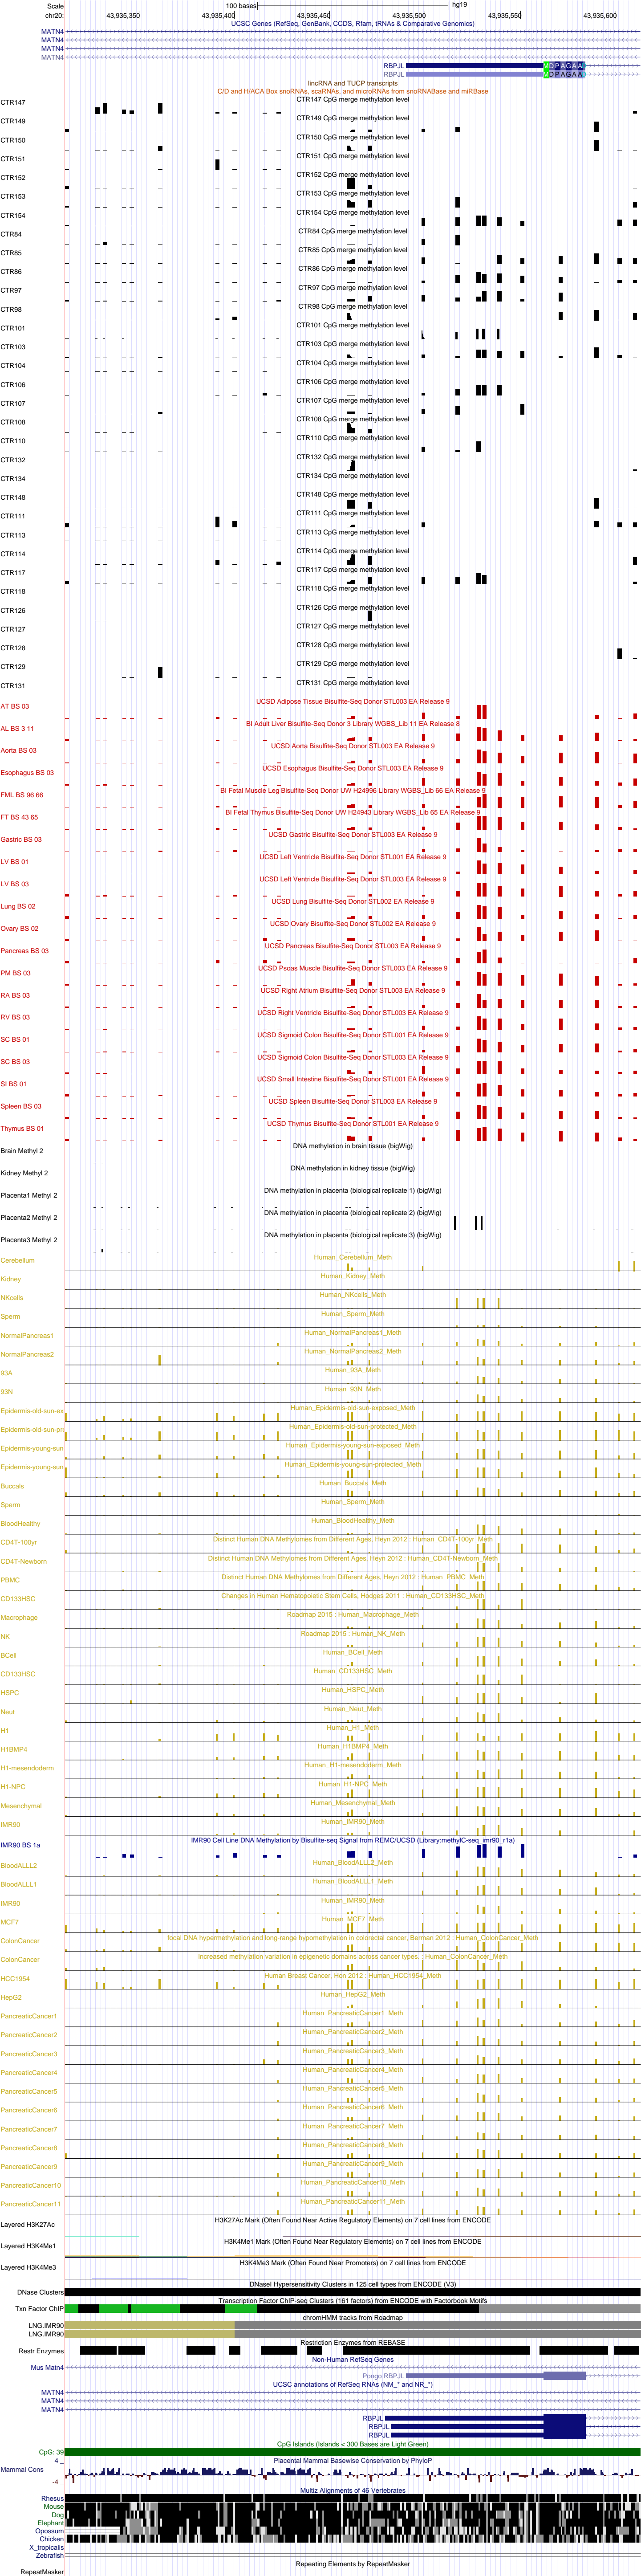 Scale 100 bases hg19
chr20: 43,935,350 43,935,400 43,935,450 43,935,500 43,935,550 43,935,600
UCSC Genes (RefSeq, GenBank, CCDS, Rfam, tRNAs & Comparative Genomics)
MATN4
MATN4
MATN4
MATN4
RBPJL M D P A G A A
RBPJL M D P A G A A
lincRNA and TUCP transcripts
C/D and H/ACA Box snoRNAs, scaRNAs, and microRNAs from snoRNABase and miRBase
CTR147 CTR147 CpG merge methylation level
CTR149 CTR149 CpG merge methylation level
CTR150 CTR150 CpG merge methylation level
CTR151 CTR151 CpG merge methylation level
CTR152 CTR152 CpG merge methylation level
CTR153 CTR153 CpG merge methylation level
CTR154 CTR154 CpG merge methylation level
CTR84 CTR84 CpG merge methylation level
CTR85 CTR85 CpG merge methylation level
CTR86 CTR86 CpG merge methylation level
CTR97 CTR97 CpG merge methylation level
CTR98 CTR98 CpG merge methylation level
CTR101 CTR101 CpG merge methylation level
CTR103 CTR103 CpG merge methylation level
CTR104 CTR104 CpG merge methylation level
CTR106 CTR106 CpG merge methylation level
CTR107 CTR107 CpG merge methylation level
CTR108 CTR108 CpG merge methylation level
CTR110 CTR110 CpG merge methylation level
CTR132 CTR132 CpG merge methylation level
CTR134 CTR134 CpG merge methylation level
CTR148 CTR148 CpG merge methylation level
CTR111 CTR111 CpG merge methylation level
CTR113 CTR113 CpG merge methylation level
CTR114 CTR114 CpG merge methylation level
CTR117 CTR117 CpG merge methylation level
CTR118 CTR118 CpG merge methylation level
CTR126 CTR126 CpG merge methylation level
CTR127 CTR127 CpG merge methylation level
CTR128 CTR128 CpG merge methylation level
CTR129 CTR129 CpG merge methylation level
CTR131 CTR131 CpG merge methylation level
AT BS 03 UCSD Adipose Tissue Bisulfite-Seq Donor STL003 EA Release 9
AL BS 3 11 BI Adult Liver Bisulfite-Seq Donor 3 Library WGBS_Lib 11 EA Release 8
Aorta BS 03 UCSD Aorta Bisulfite-Seq Donor STL003 EA Release 9
Esophagus BS 03 UCSD Esophagus Bisulfite-Seq Donor STL003 EA Release 9
FML BS 96 66 BI Fetal Muscle Leg Bisulfite-Seq Donor UW H24996 Library WGBS_Lib 66 EA Release 9
FT BS 43 65 BI Fetal Thymus Bisulfite-Seq Donor UW H24943 Library WGBS_Lib 65 EA Release 9
Gastric BS 03 UCSD Gastric Bisulfite-Seq Donor STL003 EA Release 9
LV BS 01 UCSD Left Ventricle Bisulfite-Seq Donor STL001 EA Release 9
LV BS 03 UCSD Left Ventricle Bisulfite-Seq Donor STL003 EA Release 9
Lung BS 02 UCSD Lung Bisulfite-Seq Donor STL002 EA Release 9
Ovary BS 02 UCSD Ovary Bisulfite-Seq Donor STL002 EA Release 9
Pancreas BS 03 UCSD Pancreas Bisulfite-Seq Donor STL003 EA Release 9
PM BS 03 UCSD Psoas Muscle Bisulfite-Seq Donor STL003 EA Release 9
RA BS 03 UCSD Right Atrium Bisulfite-Seq Donor STL003 EA Release 9
RV BS 03 UCSD Right Ventricle Bisulfite-Seq Donor STL003 EA Release 9
SC BS 01 UCSD Sigmoid Colon Bisulfite-Seq Donor STL001 EA Release 9
SC BS 03 UCSD Sigmoid Colon Bisulfite-Seq Donor STL003 EA Release 9
SI BS 01 UCSD Small Intestine Bisulfite-Seq Donor STL001 EA Release 9
Spleen BS 03 UCSD Spleen Bisulfite-Seq Donor STL003 EA Release 9
Thymus BS 01 UCSD Thymus Bisulfite-Seq Donor STL001 EA Release 9
Brain Methyl 2 DNA methylation in brain tissue (bigWig)
Kidney Methyl 2 DNA methylation in kidney tissue (bigWig)
Placenta1 Methyl 2 DNA methylation in placenta (biological replicate 1) (bigWig)
Placenta2 Methyl 2 DNA methylation in placenta (biological replicate 2) (bigWig)
Placenta3 Methyl 2 DNA methylation in placenta (biological replicate 3) (bigWig)
Cerebellum Human_Cerebellum_Meth
Kidney Human_Kidney_Meth
NKcells Human_NKcells_Meth
Sperm Human_Sperm_Meth
NormalPancreas1 Human_NormalPancreas1_Meth
NormalPancreas2 Human_NormalPancreas2_Meth
93A Human_93A_Meth
93N Human_93N_Meth
Epidermis-old-sun-ex Human_Epidermis-old-sun-exposed_Meth
Epidermis-old-sun-pr Human_Epidermis-old-sun-protected_Meth
Epidermis-young-sun Human_Epidermis-young-sun-exposed_Meth
Epidermis-young-sun Human_Epidermis-young-sun-protected_Meth
Buccals Human_Buccals_Meth
Sperm Human_Sperm_Meth
BloodHealthy Human_BloodHealthy_Meth
CD4T-100yr Distinct Human DNA Methylomes from Different Ages, Heyn 2012 : Human_CD4T-100yr_Meth
CD4T-Newborn Distinct Human DNA Methylomes from Different Ages, Heyn 2012 : Human_CD4T-Newborn_Meth
PBMC Distinct Human DNA Methylomes from Different Ages, Heyn 2012 : Human_PBMC_Meth
CD133HSC Changes in Human Hematopoietic Stem Cells, Hodges 2011 : Human_CD133HSC_Meth
Macrophage Roadmap 2015 : Human_Macrophage_Meth
NK Roadmap 2015 : Human_NK_Meth
BCell Human_BCell_Meth
CD133HSC Human_CD133HSC_Meth
HSPC Human_HSPC_Meth
Neut Human_Neut_Meth
H1 Human_H1_Meth
H1BMP4 Human_H1BMP4_Meth
H1-mesendoderm Human_H1-mesendoderm_Meth
H1-NPC Human_H1-NPC_Meth
Mesenchymal Human_Mesenchymal_Meth
IMR90 Human_IMR90_Meth
IMR90 BS 1a IMR90 Cell Line DNA Methylation by Bisulfite-seq Signal from REMC/UCSD (Library:methylC-seq_imr90_r1a)
BloodALLL2 Human_BloodALLL2_Meth
BloodALLL1 Human_BloodALLL1_Meth
IMR90 Human_IMR90_Meth
MCF7 Human_MCF7_Meth
ColonCancer focal DNA hypermethylation and long-range hypomethylation in colorectal cancer, Berman 2012 : Human_ColonCancer_Meth
ColonCancer Increased methylation variation in epigenetic domains across cancer types. : Human_ColonCancer_Meth
HCC1954 Human Breast Cancer, Hon 2012 : Human_HCC1954_Meth
HepG2 Human_HepG2_Meth
PancreaticCancer1 Human_PancreaticCancer1_Meth
PancreaticCancer2 Human_PancreaticCancer2_Meth
PancreaticCancer3 Human_PancreaticCancer3_Meth
PancreaticCancer4 Human_PancreaticCancer4_Meth
PancreaticCancer5 Human_PancreaticCancer5_Meth
PancreaticCancer6 Human_PancreaticCancer6_Meth
PancreaticCancer7 Human_PancreaticCancer7_Meth
PancreaticCancer8 Human_PancreaticCancer8_Meth
PancreaticCancer9 Human_PancreaticCancer9_Meth
PancreaticCancer10 Human_PancreaticCancer10_Meth
PancreaticCancer11 Human_PancreaticCancer11_Meth
Layered H3K27Ac H3K27Ac Mark (Often Found Near Active Regulatory Elements) on 7 cell lines from ENCODE
Layered H3K4Me1 H3K4Me1 Mark (Often Found Near Regulatory Elements) on 7 cell lines from ENCODE
Layered H3K4Me3 H3K4Me3 Mark (Often Found Near Promoters) on 7 cell lines from ENCODE
DNaseI Hypersensitivity Clusters in 125 cell types from ENCODE (V3)
DNase Clusters
Transcription Factor ChIP-seq Clusters (161 factors) from ENCODE with Factorbook Motifs
Txn Factor ChIP
chromHMM tracks from Roadmap
LNG.IMR90
LNG.IMR90
Restriction Enzymes from REBASE
Restr Enzymes
Non-Human RefSeq Genes
Mus Matn4
Pongo RBPJL
UCSC annotations of RefSeq RNAs (NM_* and NR_*)
MATN4
MATN4
MATN4
RBPJL
RBPJL
RBPJL
CpG Islands (Islands < 300 Bases are Light Green)
CpG: 39
4 _ Placental Mammal Basewise Conservation by PhyloP
Mammal Cons
-4 _
Multiz Alignments of 46 Vertebrates
Rhesus
Mouse
Dog
Elephant
Opossum
Chicken
X_tropicalis
Zebrafish
Repeating Elements by RepeatMasker
RepeatMasker